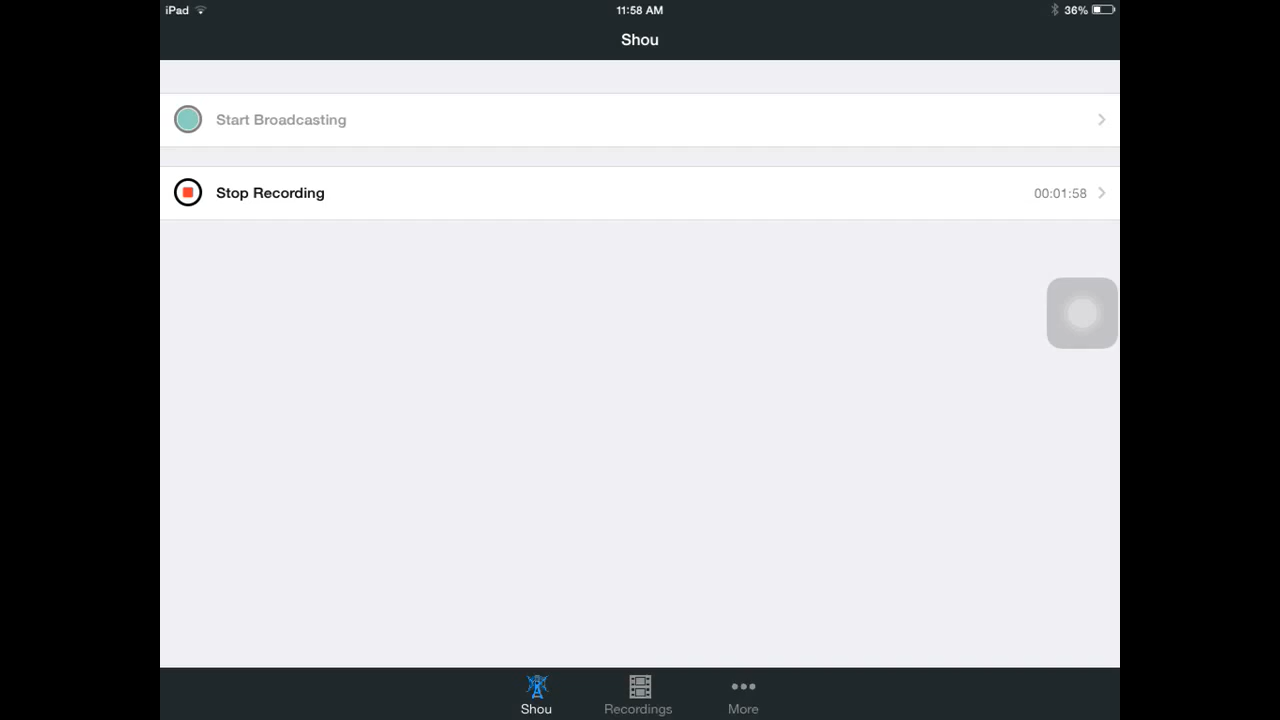 iPad 11:58 AM 36%
Shou
Start Broadcasting
Stop Recording 00:01:58
Shou Recordings More